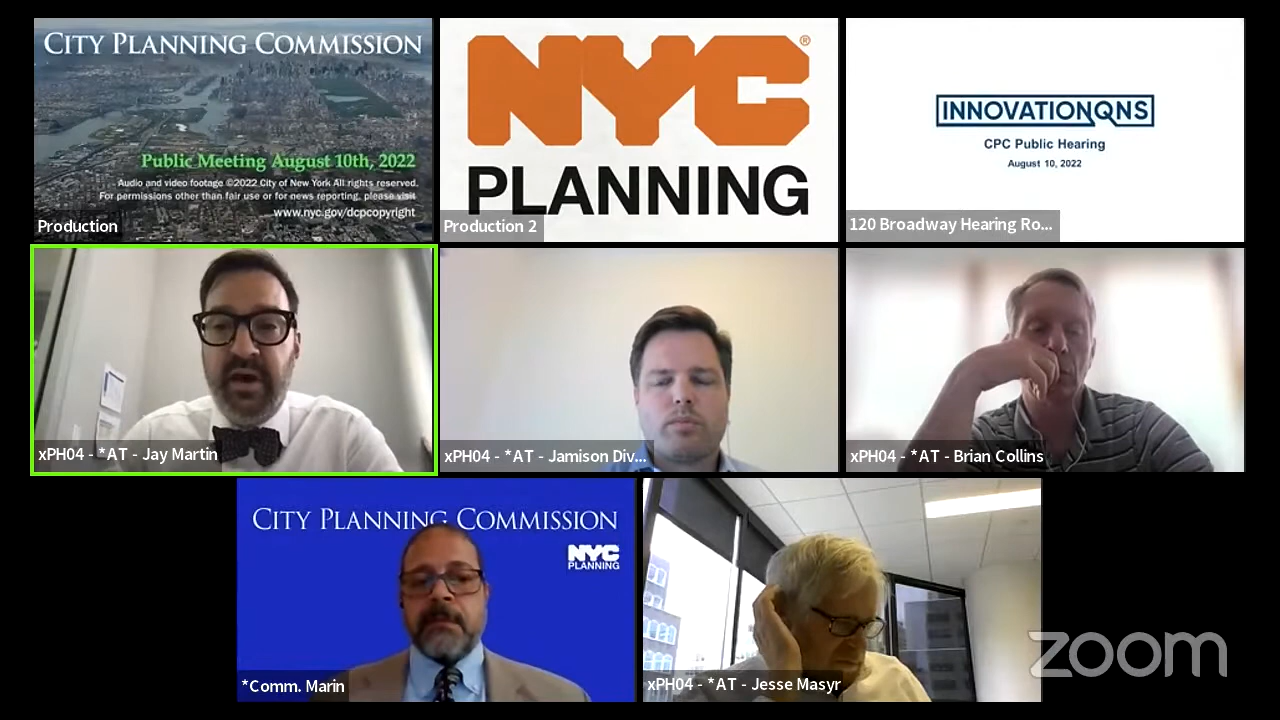 CITY PLANNING COMMISSION
Public Meeting August 10th, 2022
Audio and video footage ©2022 City of New York All rights reserved.
For permissions other than fair use or for news reporting, please visit
www.nyc.gov/dcpcopyright
Production
NYC®
PLANNING
Production 2
INNOVATIONQNS
CPC Public Hearing
August 10, 2022
120 Broadway Hearing Ro...
xPH04 - *AT - Jay Martin
xPH04 - *AT - Jamison Div...
xPH04 - *AT - Brian Collins
CITY PLANNING COMMISSION
NYC
PLANNING
*Comm. Marin
xPH04 - *AT - Jesse Masyr
zoom